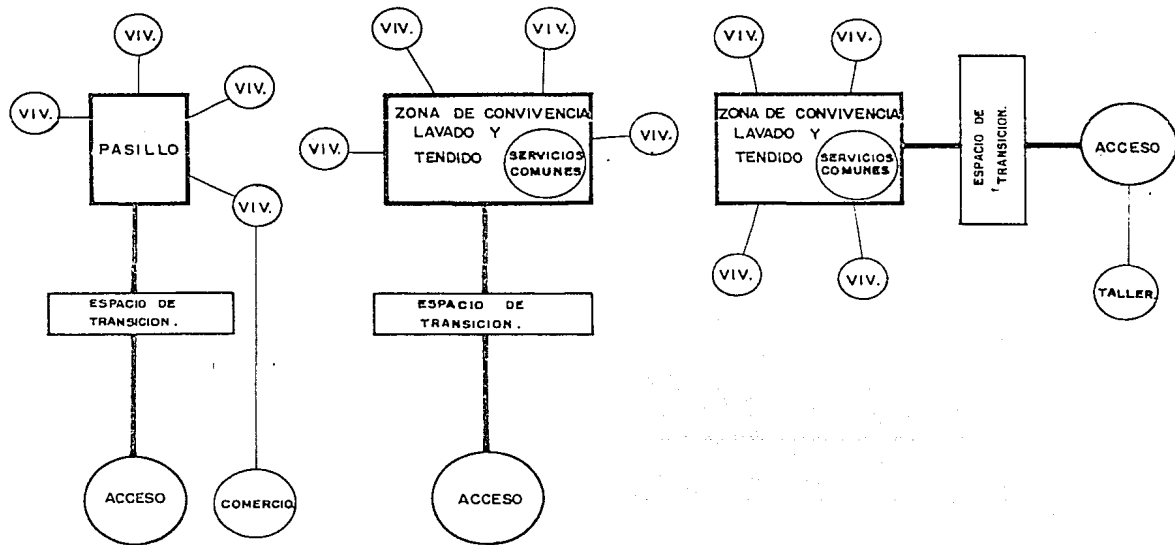 VIV.
VIV.
VIV.
PASILLO
VIV.
ESPACIO DE
TRANSICION.
ACCESO
COMERCIO.
VIV.
VIV.
ZONA DE CONVIVENCIA
LAVADO Y
TENDIDO
SERVICIOS
COMUNES
VIV.
VIV.
ESPACIO DE
TRANSICION.
ACCESO
VIV.
VIV.
ZONA DE CONVIVENCIA
LAVADO Y
TENDIDO
SERVICIOS
COMUNES
VIV.
VIV.
ESPACIO DE
TRANSICION.
ACCESO
TALLER.